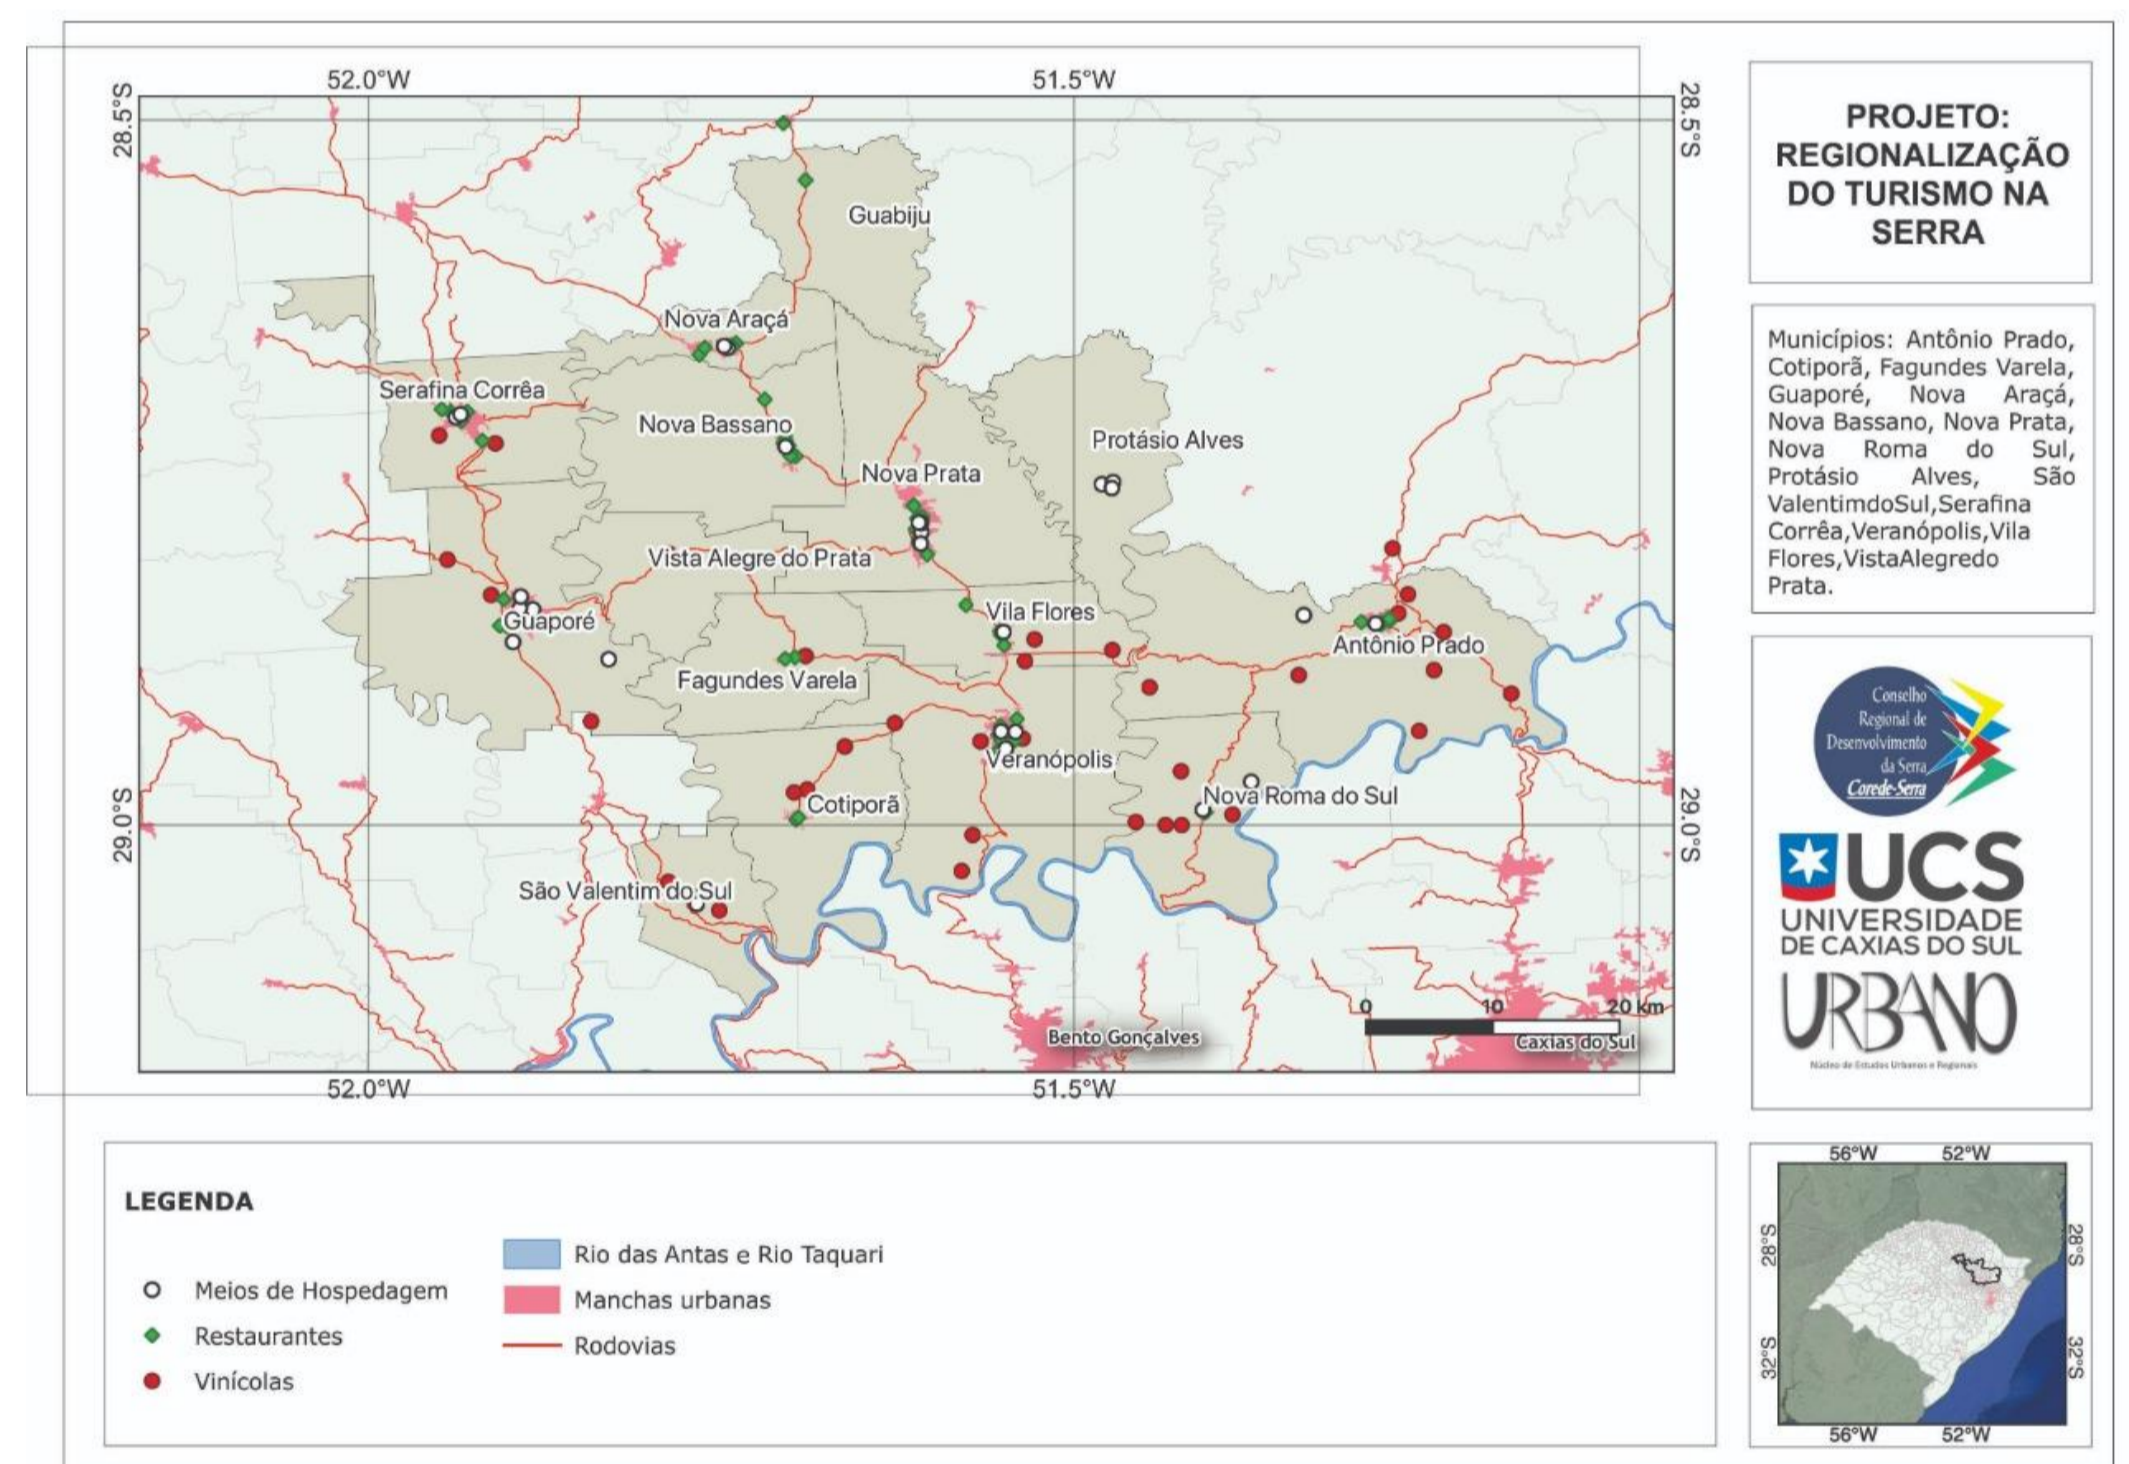 52.0°W
51.5°W
28.5°S
28.5°S
Guabiju
Nova Araçá
Serafina Corrêa
Nova Bassano
Protásio Alves
Nova Prata
Vista Alegre do Prata
Vila Flores
Guaporé
Antônio Prado
Fagundes Varela
Veranópolis
Nova Roma do Sul
Cotiporã
29.0°S
29.0°S
São Valentim do Sul
0 10 20 km
Bento Gonçalves
Caxias do Sul
52.0°W
51.5°W
PROJETO:
REGIONALIZAÇÃO
DO TURISMO NA
SERRA
Municípios: Antônio Prado,
Cotiporã, Fagundes Varela,
Guaporé, Nova Araçá,
Nova Bassano, Nova Prata,
Nova Roma do Sul,
Protásio Alves, São
ValentimdoSul,Serafina
Corrêa,Veranópolis,Vila
Flores,VistaAlegredo
Prata.
Conselho
Regional de
Desenvolvimento
da Serra
Corede-Serra
UCS
UNIVERSIDADE
DE CAXIAS DO SUL
URBANO
Núcleo de Estudos Urbanos e Regionais
LEGENDA
Meios de Hospedagem
Restaurantes
Vinícolas
Rio das Antas e Rio Taquari
Manchas urbanas
Rodovias
56°W 52°W
28°S
28°S
32°S
32°S
56°W 52°W